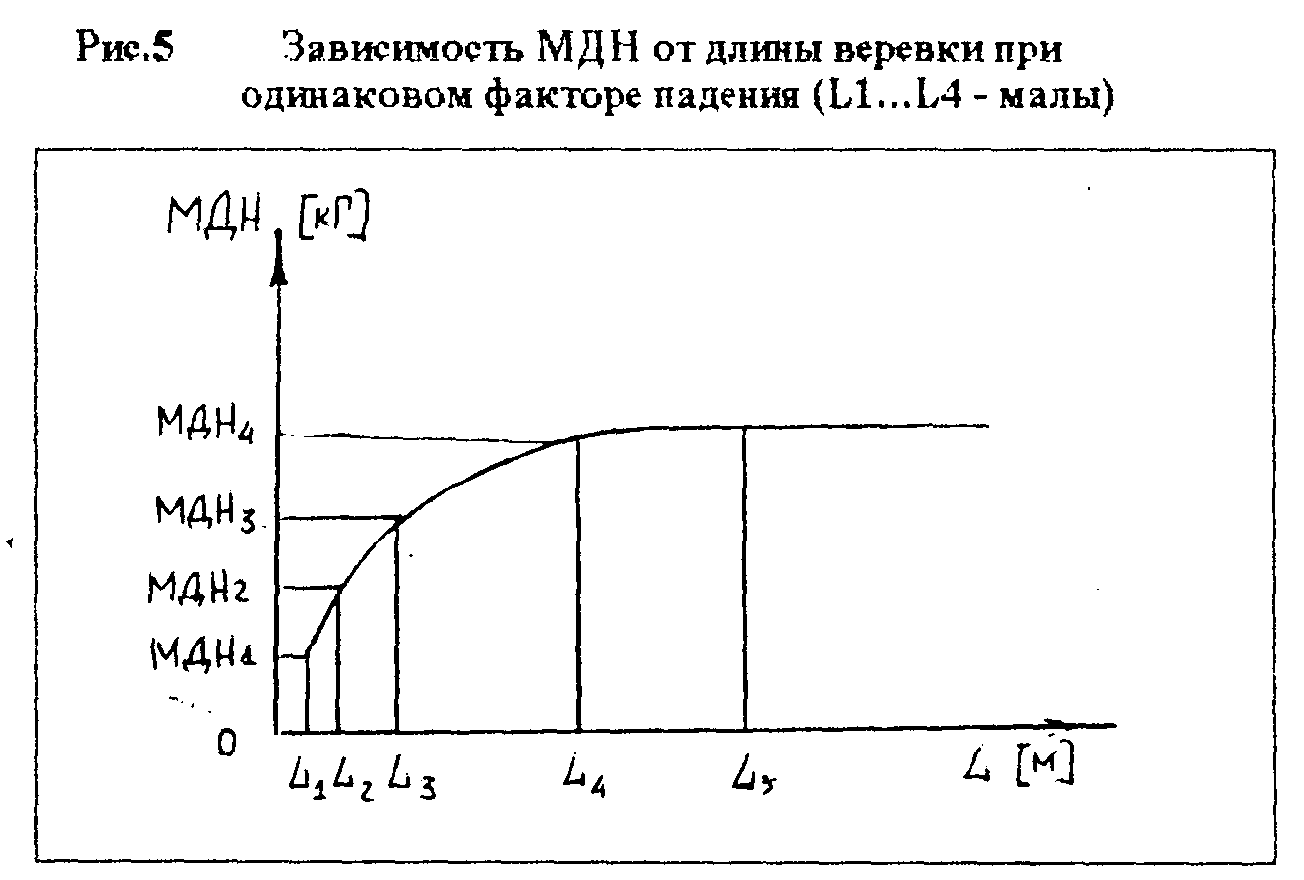 Рис.5 Зависимость МДН от длины веревки при
одинаковом факторе падения (L1...L4 - малы)
МДН [кГ]
МДН4
МДН3
МДН2
МДН1
0
L1 L2 L3 L4 L5 L [м]